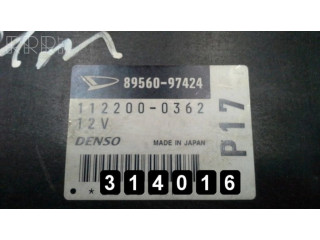 89560-97424
112200-0362
12V
DENSO MADE IN JAPAN
P17
* 314016